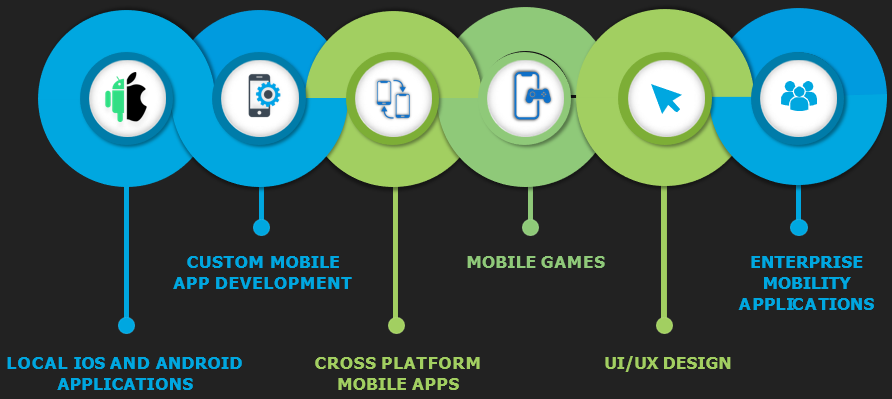 CUSTOM MOBILE
APP DEVELOPMENT
MOBILE GAMES
ENTERPRISE
MOBILITY
APPLICATIONS
LOCAL IOS AND ANDROID
APPLICATIONS
CROSS PLATFORM
MOBILE APPS
UI/UX DESIGN